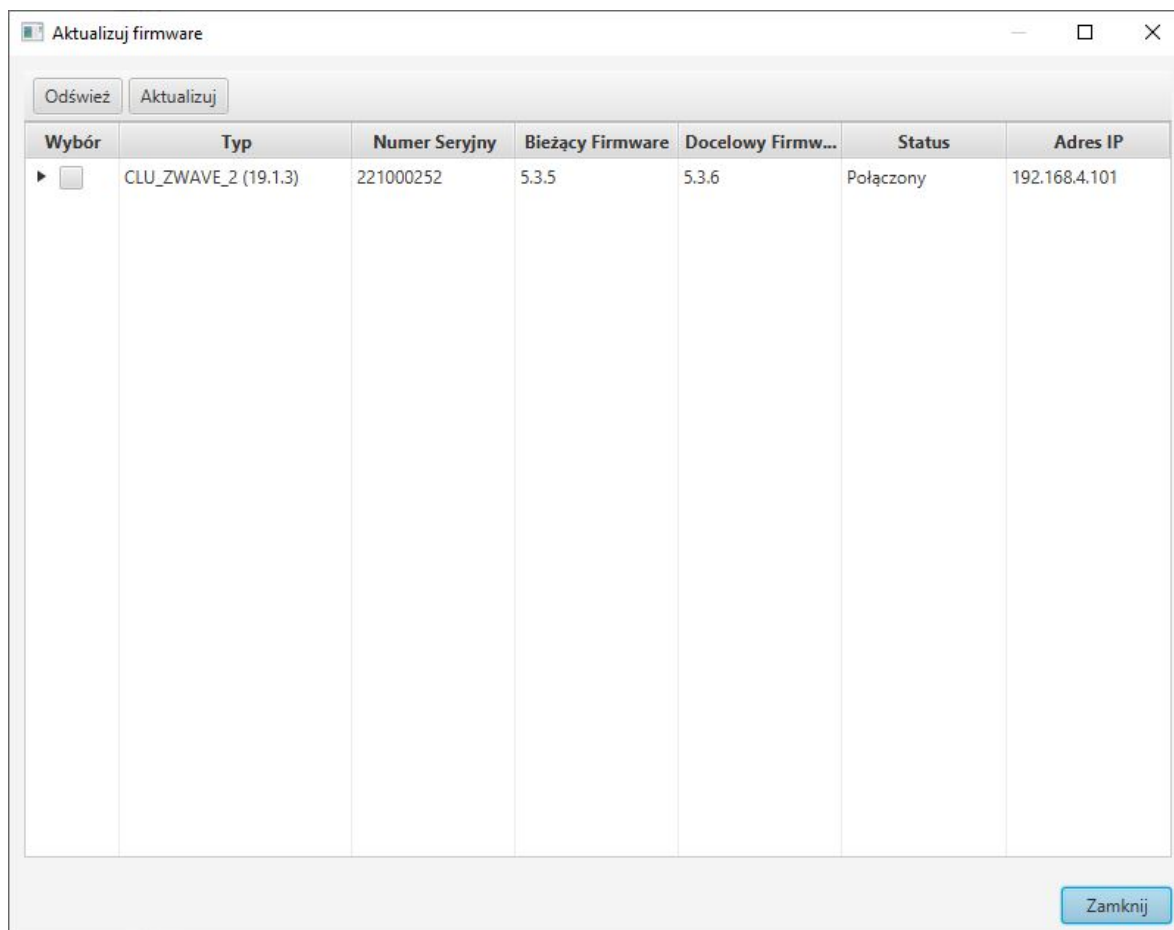 Aktualizuj firmware
Odśwież Aktualizuj
Wybór Typ Numer Seryjny Bieżący Firmware Docelowy Firmw... Status Adres IP
CLU_ZWAVE_2 (19.1.3) 221000252 5.3.5 5.3.6 Połączony 192.168.4.101
Zamknij